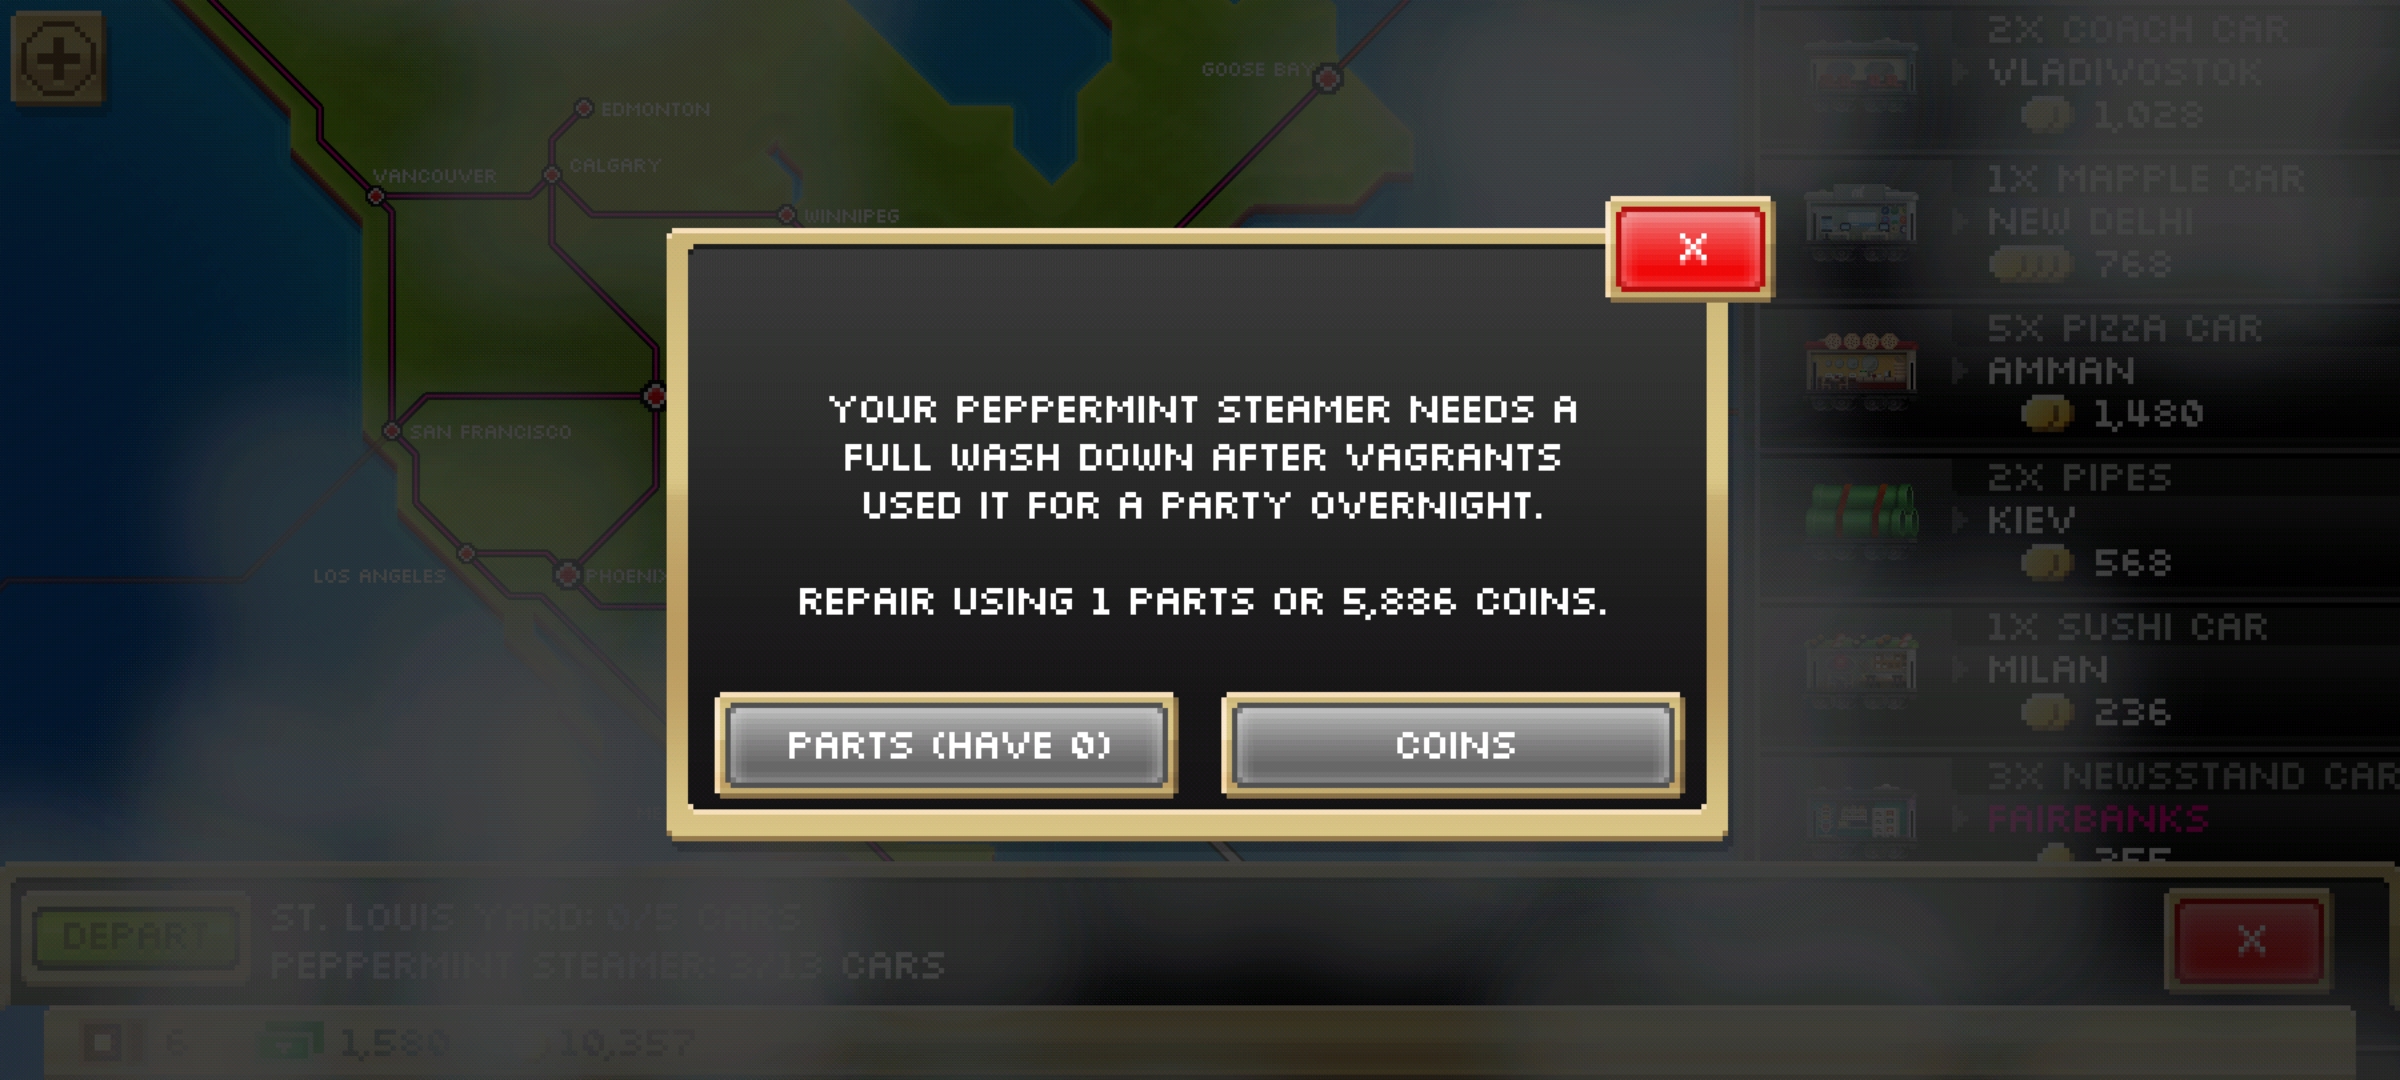 GOOSE BAY
EDMONTON
VANCOUVER
CALGARY
WINNIPEG
SAN FRANCISCO
LOS ANGELES
PHOENIX
X
YOUR PEPPERMINT STEAMER NEEDS A
FULL WASH DOWN AFTER VAGRANTS
USED IT FOR A PARTY OVERNIGHT.
REPAIR USING 1 PARTS OR 5,886 COINS.
PARTS (HAVE 0)
COINS
2X COACH CAR
VLADIVOSTOK
1,028
1X MAPPLE CAR
NEW DELHI
768
5X PIZZA CAR
AMMAN
1,480
2X PIPES
KIEV
568
1X SUSHI CAR
MILAN
236
3X NEWSSTAND CAR
FAIRBANKS
DEPART
ST. LOUIS YARD: 0/5 CARS
PEPPERMINT STEAMER: 3/13 CARS
X
6
1,580
10,357